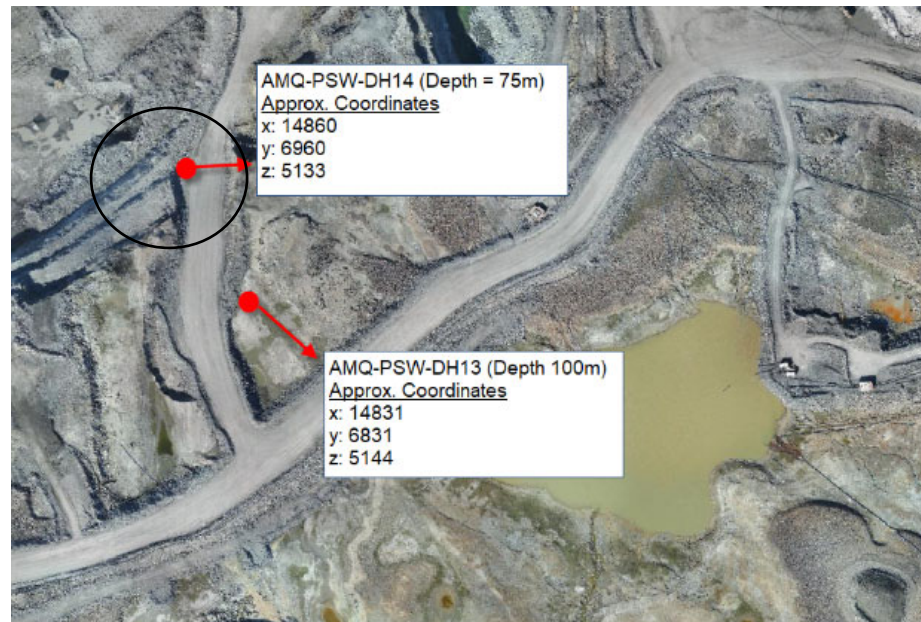 AMQ-PSW-DH14 (Depth = 75m)
Approx. Coordinates
x: 14860
y: 6960
z: 5133
AMQ-PSW-DH13 (Depth 100m)
Approx. Coordinates
x: 14831
y: 6831
z: 5144